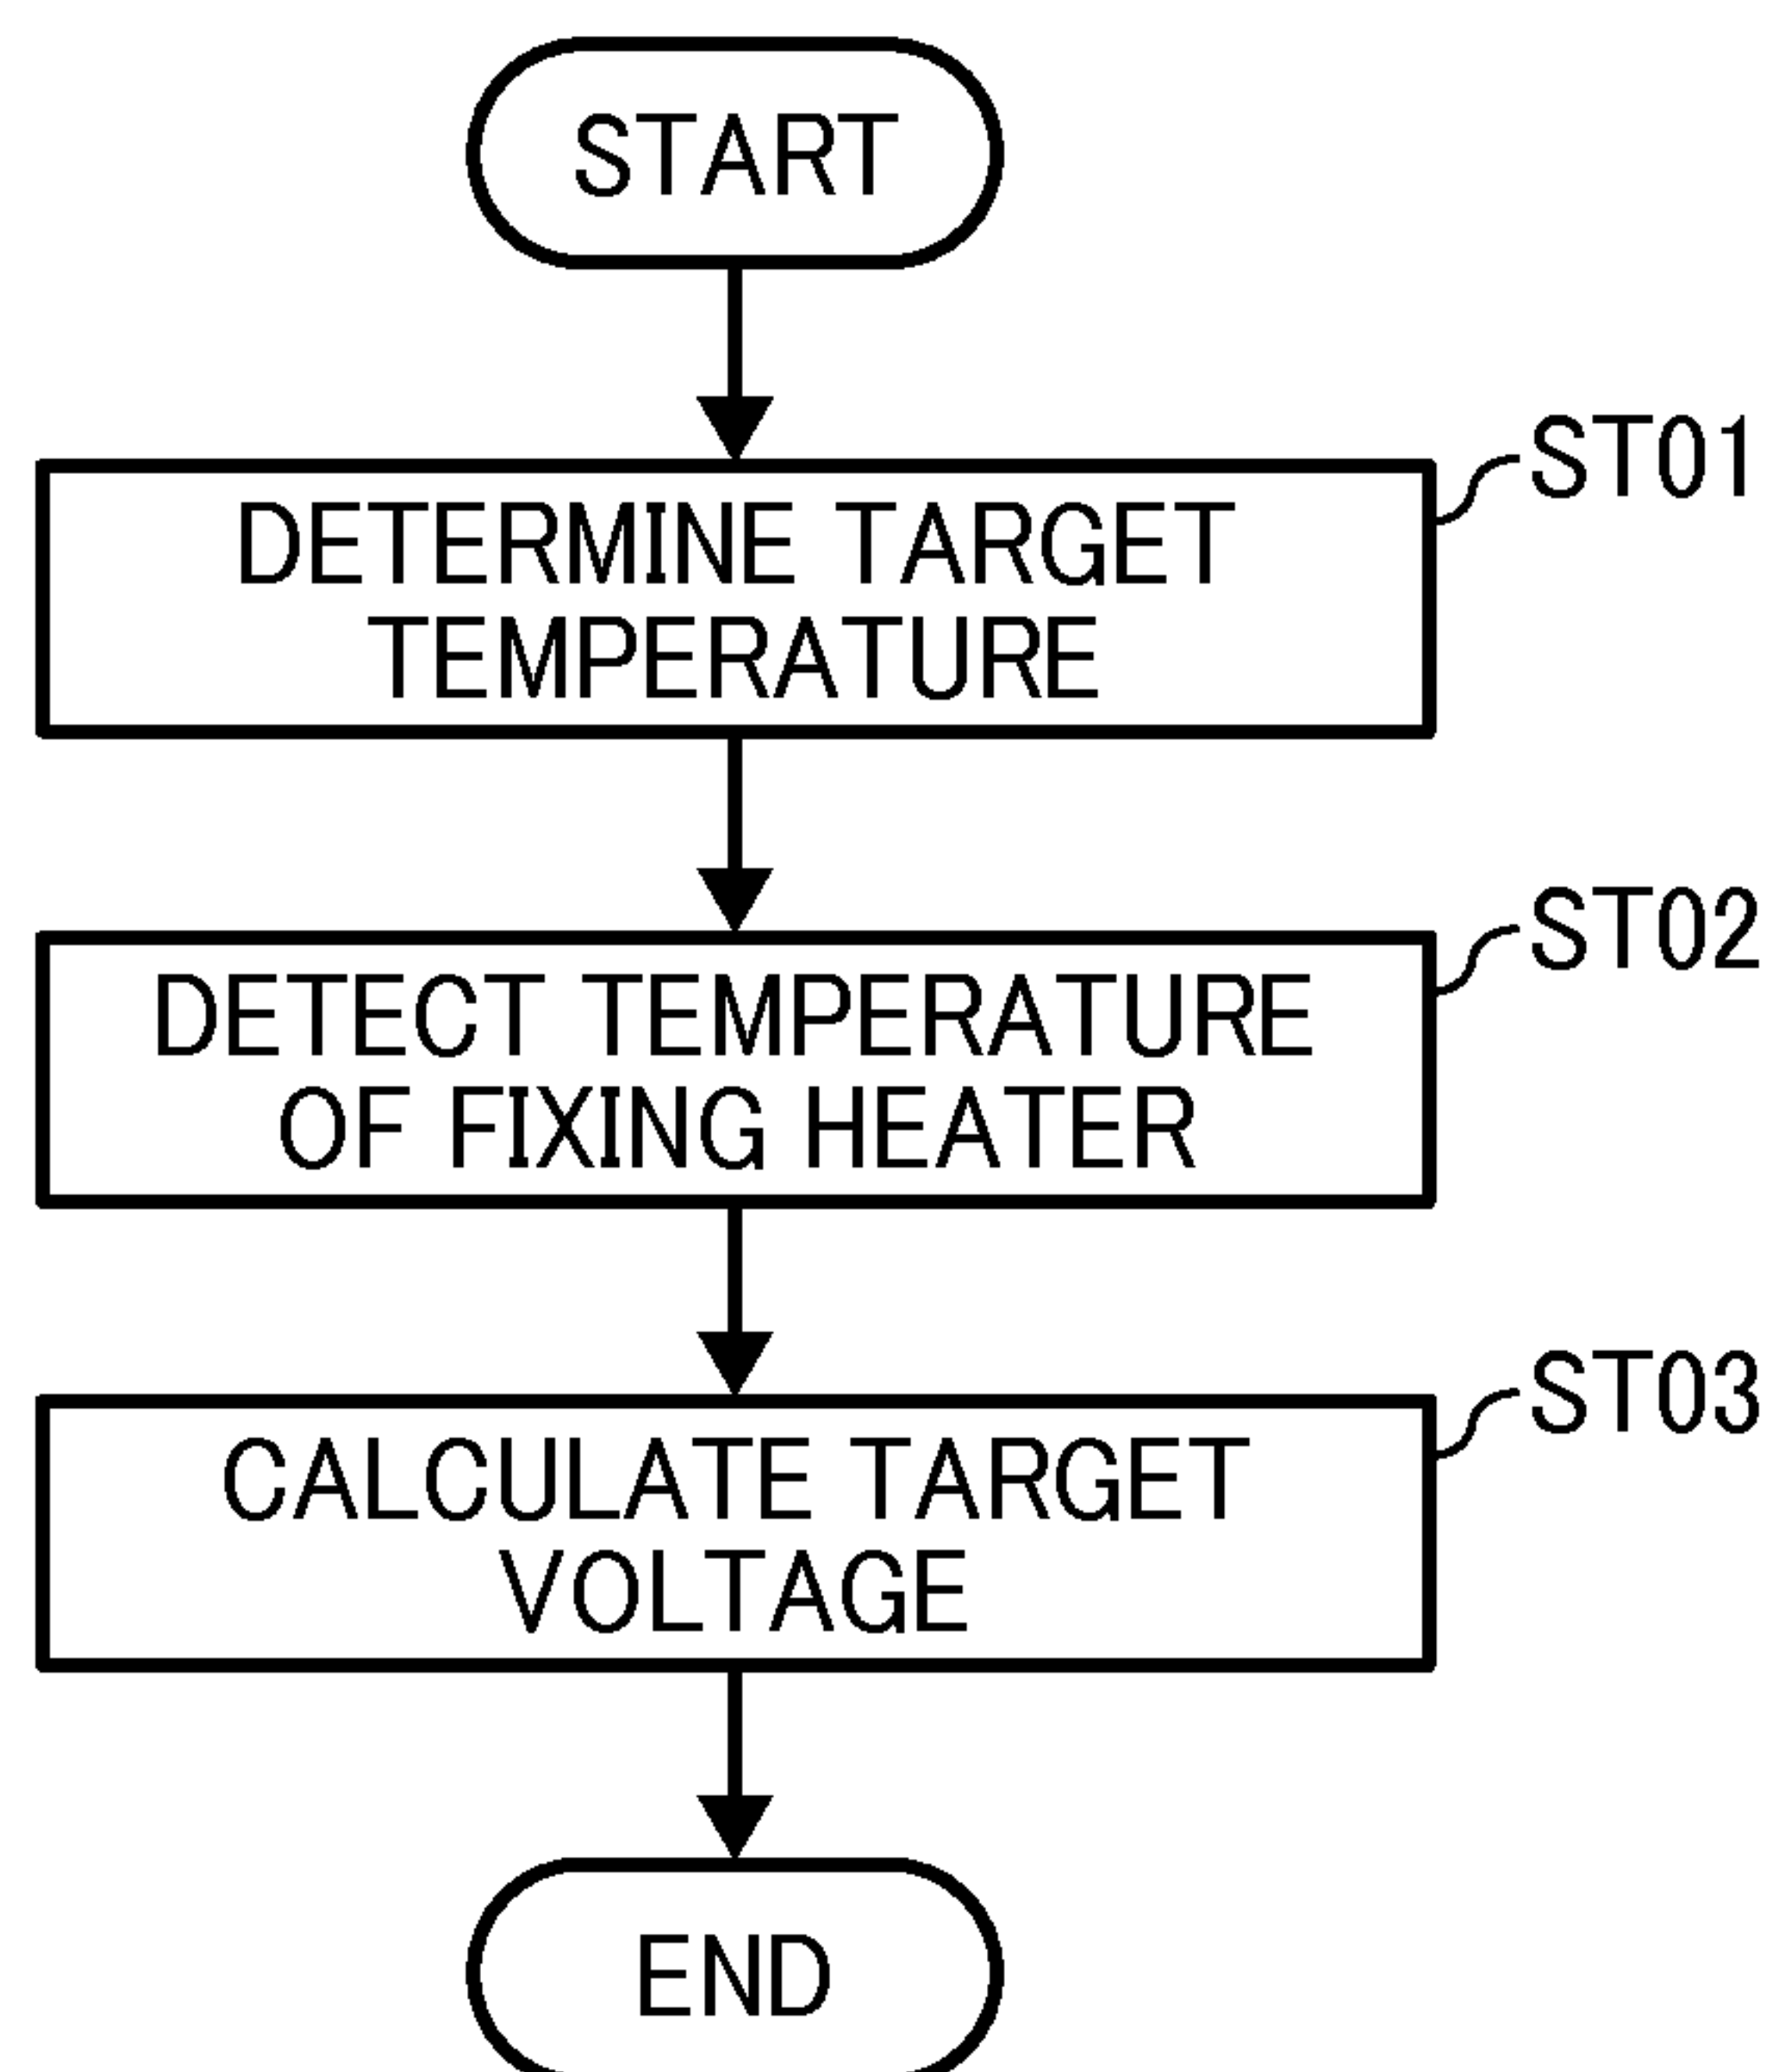 START
ST01
DETERMINE TARGET
TEMPERATURE
ST02
DETECT TEMPERATURE
OF FIXING HEATER
ST03
CALCULATE TARGET
VOLTAGE
END